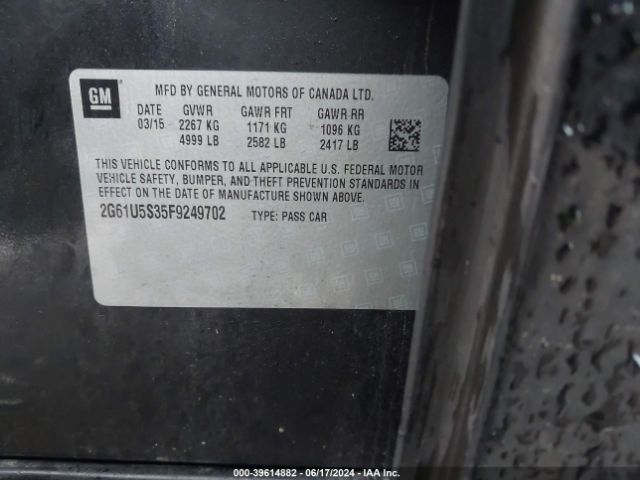 GM
MFD BY GENERAL MOTORS OF CANADA LTD.
DATE GVWR GAWR FRT GAWR RR
03/15 2267 KG 1171 KG 1096 KG
4999 LB 2582 LB 2417 LB
THIS VEHICLE CONFORMS TO ALL APPLICABLE U.S. FEDERAL MOTOR
VEHICLE SAFETY, BUMPER, AND THEFT PREVENTION STANDARDS IN
EFFECT ON THE DATE OF MANUFACTURE SHOWN ABOVE.
2G61U5S35F9249702 TYPE: PASS CAR
000-39614882 - 06/17/2024 - IAA Inc.